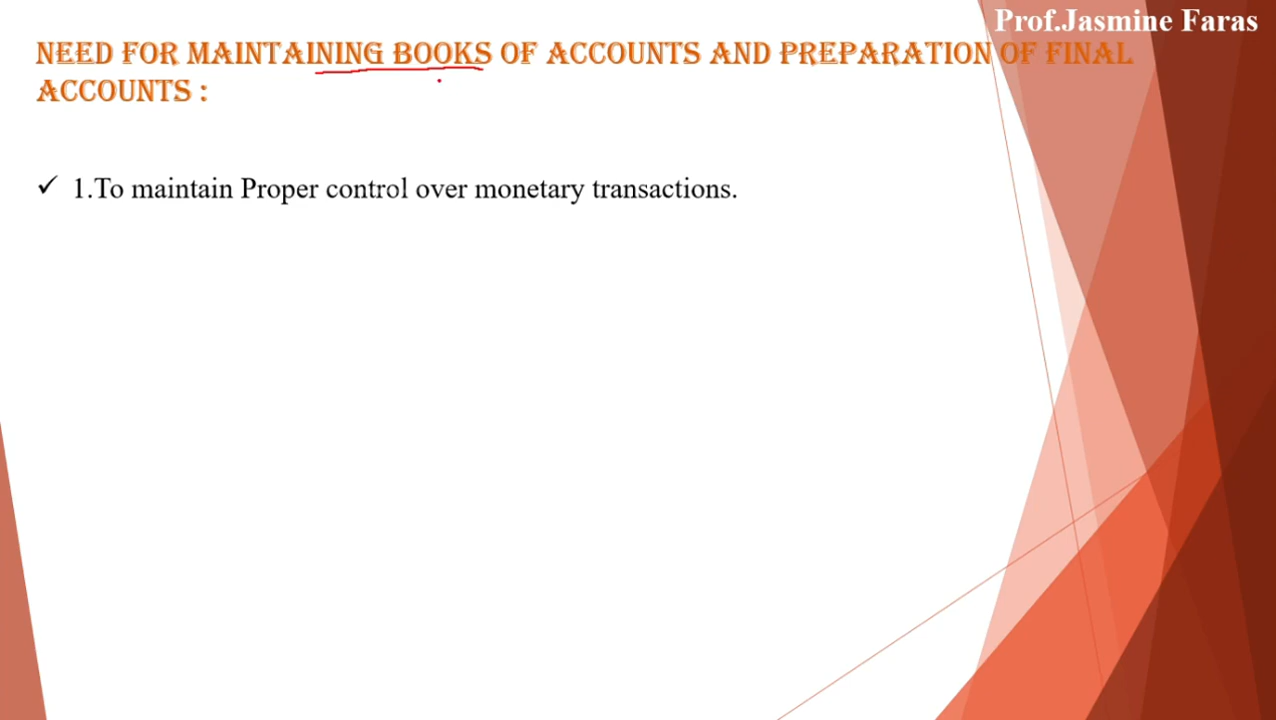 Prof.Jasmine Faras
NEED FOR MAINTAINING BOOKS OF ACCOUNTS AND PREPARATION OF FINAL
ACCOUNTS :
✓ 1.To maintain Proper control over monetary transactions.